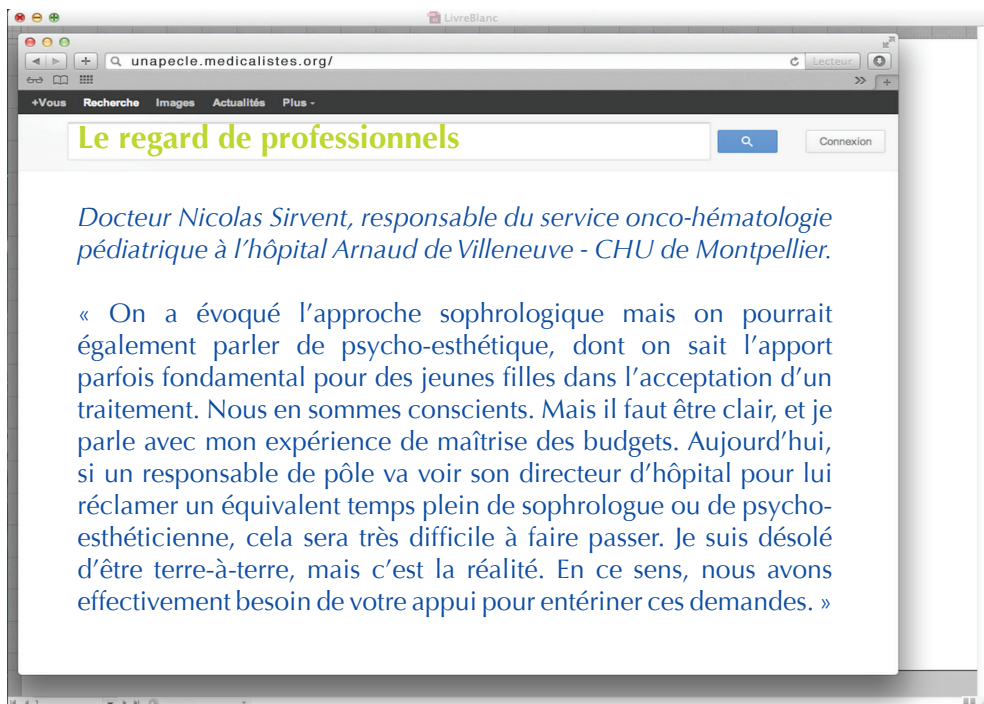 LivreBlanc
unapecle.medicalistes.org/
Lecteur
+Vous Recherche Images Actualités Plus
Le regard de professionnels
Connexion
Docteur Nicolas Sirvent, responsable du service onco-hématologie
pédiatrique à l’hôpital Arnaud de Villeneuve - CHU de Montpellier.
« On a évoqué l’approche sophrologique mais on pourrait
également parler de psycho-esthétique, dont on sait l’apport
parfois fondamental pour des jeunes filles dans l’acceptation d’un
traitement. Nous en sommes conscients. Mais il faut être clair, et je
parle avec mon expérience de maîtrise des budgets. Aujourd’hui,
si un responsable de pôle va voir son directeur d’hôpital pour lui
réclamer un équivalent temps plein de sophrologue ou de psycho-
esthéticienne, cela sera très difficile à faire passer. Je suis désolé
d’être terre-à-terre, mais c’est la réalité. En ce sens, nous avons
effectivement besoin de votre appui pour entériner ces demandes. »